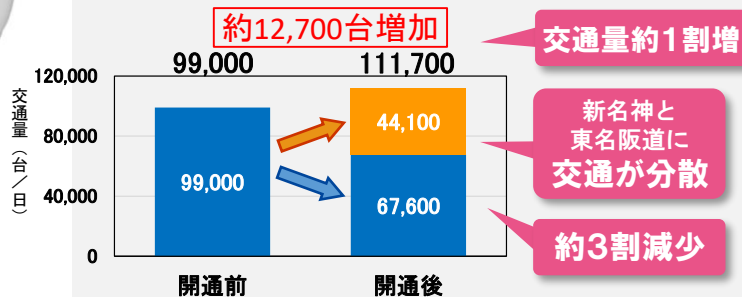 約12,700台増加
交通量約1割増
99,000
111,700
交通量（台／日）
120,000
80,000
40,000
0
99,000
44,100
67,600
新名神と
東名阪道に
交通が分散
約3割減少
開通前
開通後